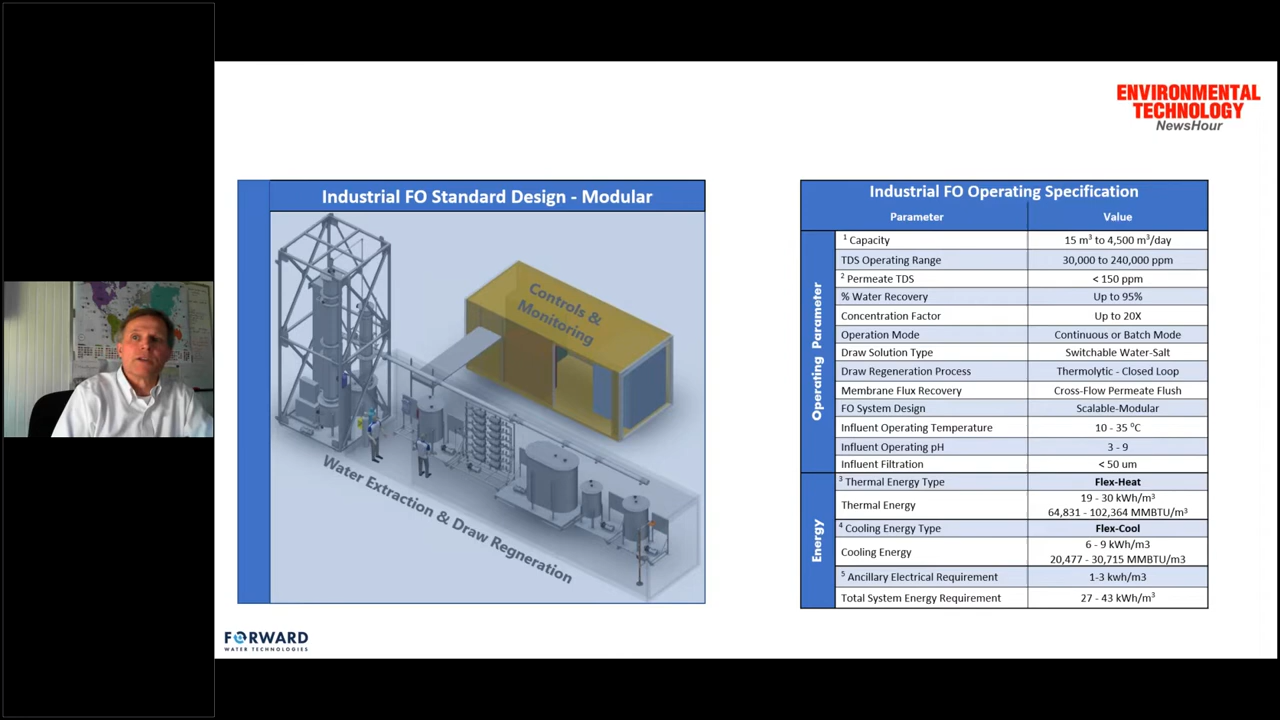 ENVIRONMENTAL
TECHNOLOGY
NewsHour
Industrial FO Standard Design - Modular
Controls &
Monitoring
Water Extraction & Draw Regneration
Industrial FO Operating Specification
Parameter Value
Operating Parameter
1 Capacity 15 m3 to 4,500 m3/day
TDS Operating Range 30,000 to 240,000 ppm
2 Permeate TDS < 150 ppm
% Water Recovery Up to 95%
Concentration Factor Up to 20X
Operation Mode Continuous or Batch Mode
Draw Solution Type Switchable Water-Salt
Draw Regeneration Process Thermolytic - Closed Loop
Membrane Flux Recovery Cross-Flow Permeate Flush
FO System Design Scalable-Modular
Influent Operating Temperature 10 - 35 °C
Influent Operating pH 3 - 9
Influent Filtration < 50 um
Energy
3 Thermal Energy Type Flex-Heat
Thermal Energy 19 - 30 kWh/m3
64,831 - 102,364 MMBTU/m3
4 Cooling Energy Type Flex-Cool
Cooling Energy 6 - 9 kWh/m3
20,477 - 30,715 MMBTU/m3
5 Ancillary Electrical Requirement 1-3 kwh/m3
Total System Energy Requirement 27 - 43 kWh/m3
FORWARD
WATER TECHNOLOGIES